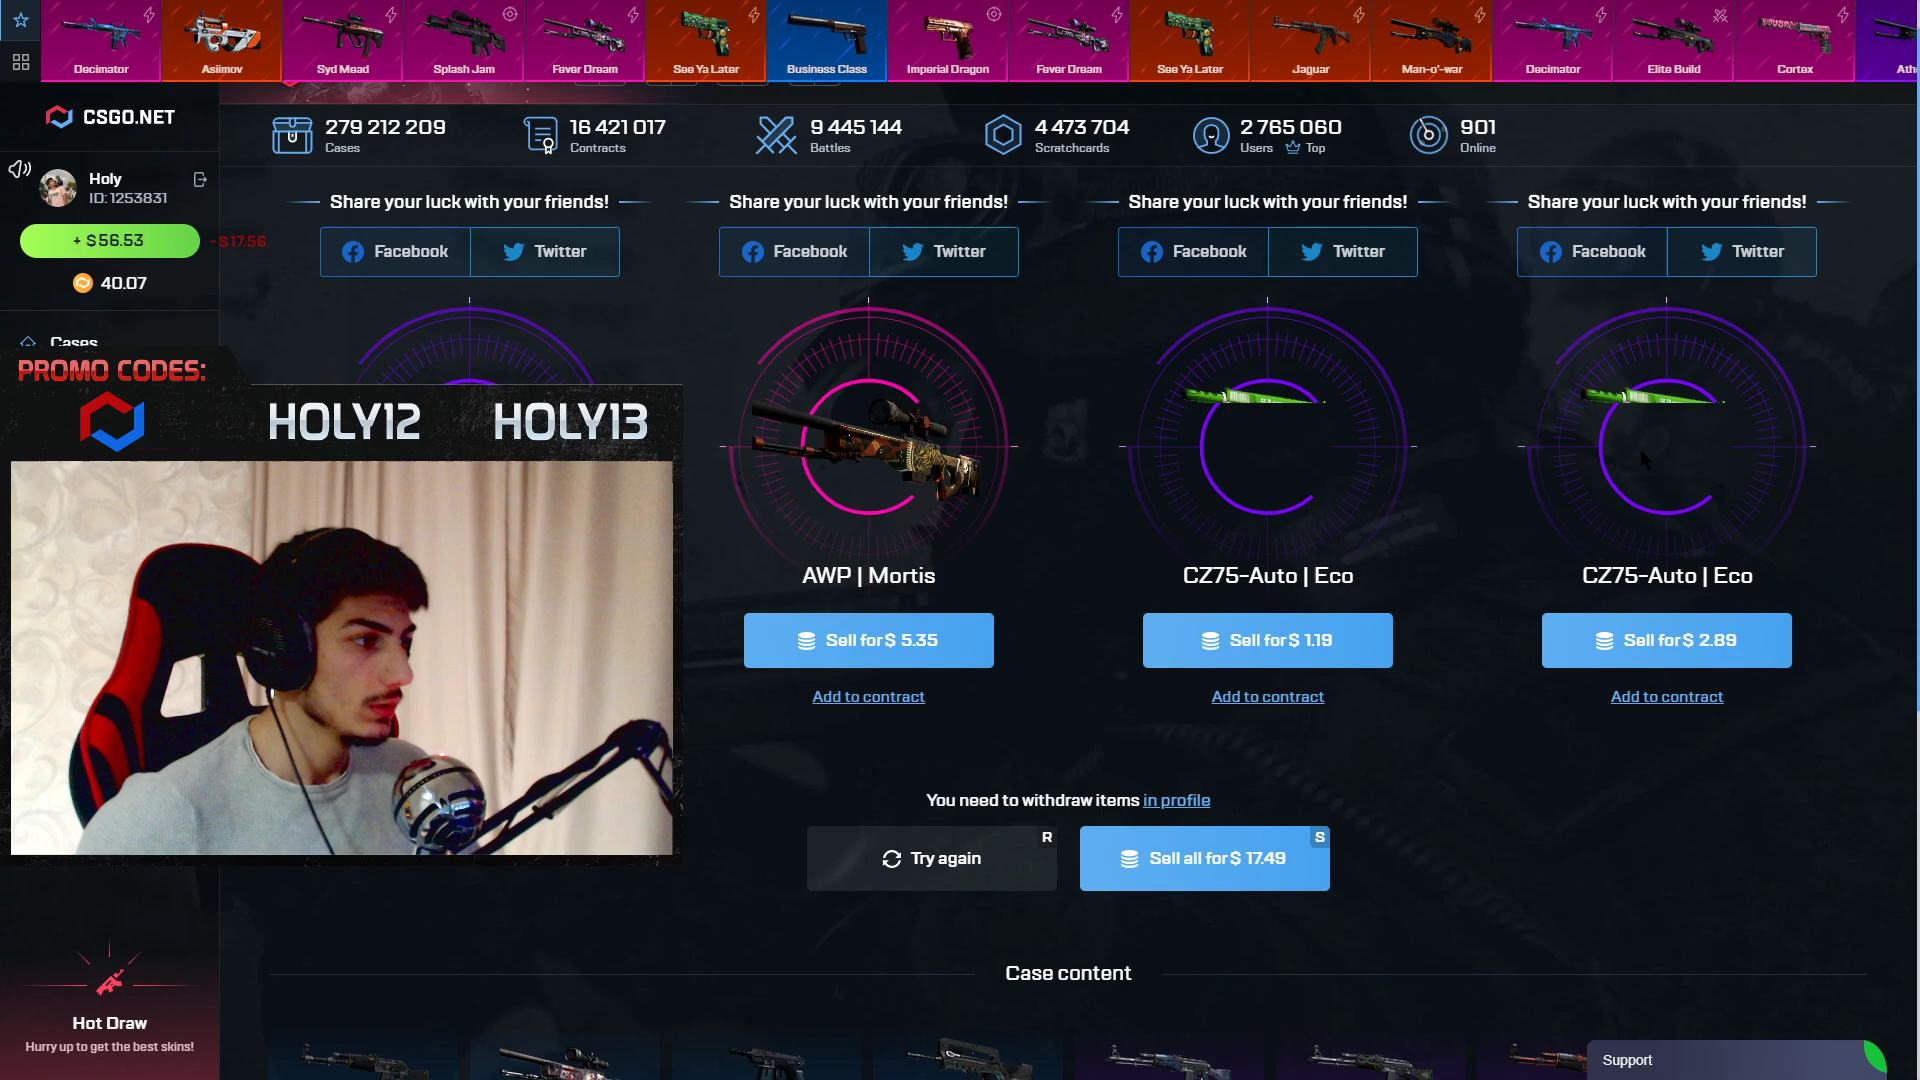 Decimator
Asiimov
Syd Mead
Splash Jam
Fever Dream
See Ya Later
Business Class
Imperial Dragon
Fever Dream
See Ya Later
Jaguar
Man-o'-war
Decimator
Elite Build
Cortex
Ath
CSGO.NET
279 212 209
Cases
16 421 017
Contracts
9 445 144
Battles
4 473 704
Scratchcards
2 765 060
Users Top
901
Online
Holy
ID: 1253831
+ $ 56.53
- $ 17.56
40.07
Cases
Share your luck with your friends!
Share your luck with your friends!
Share your luck with your friends!
Share your luck with your friends!
Facebook Twitter
Facebook Twitter
Facebook Twitter
Facebook Twitter
PROMO CODES:
HOLY12 HOLY13
AWP | Mortis
CZ75-Auto | Eco
CZ75-Auto | Eco
Sell for $ 5.35
Sell for $ 1.19
Sell for $ 2.89
Add to contract
Add to contract
Add to contract
You need to withdraw items in profile
Try again R
Sell all for $ 17.49 S
Case content
Hot Draw
Hurry up to get the best skins!
Support